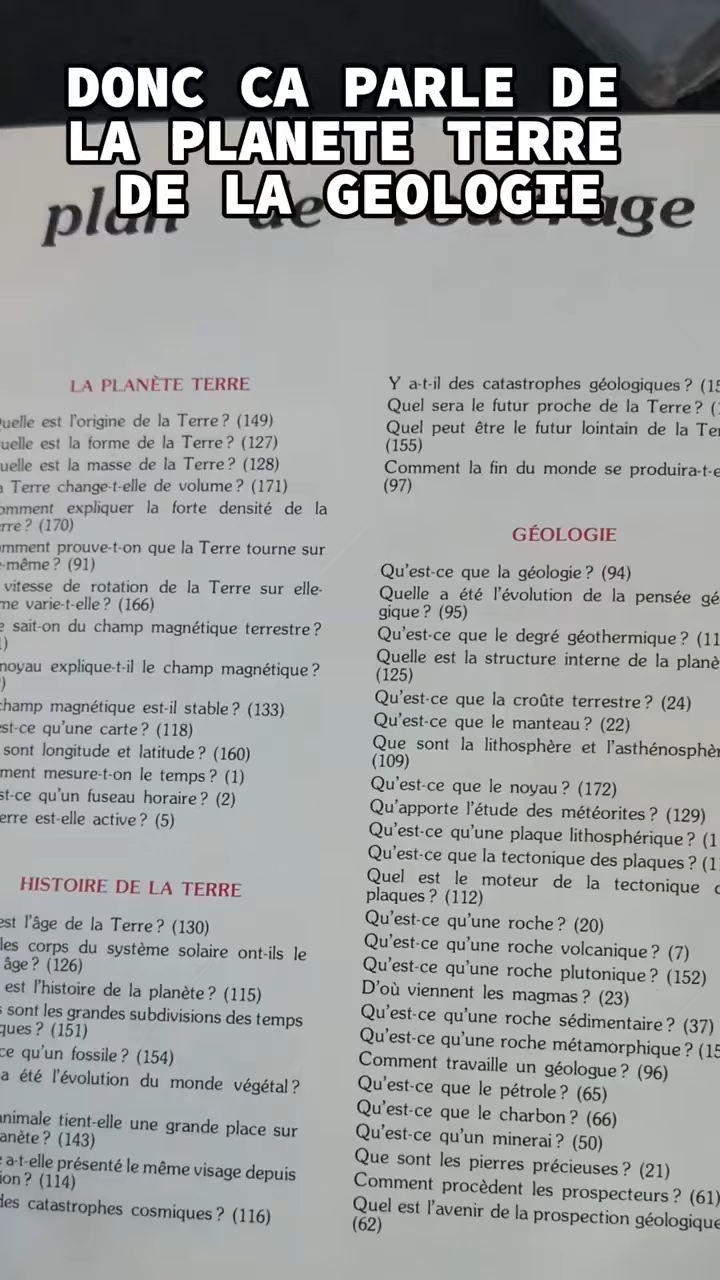 DONC CA PARLE DE
LA PLANETE TERRE
DE LA GEOLOGIE
plan de l'ouvrage
LA PLANÈTE TERRE
uelle est l'origine de la Terre ? (149)
uelle est la forme de la Terre ? (127)
uelle est la masse de la Terre ? (128)
a Terre change-t-elle de volume ? (171)
omment expliquer la forte densité de la
rre ? (170)
mment prouve-t-on que la Terre tourne sur
-même ? (91)
vitesse de rotation de la Terre sur elle-
me varie-t-elle ? (166)
e sait-on du champ magnétique terrestre ?
)
noyau explique-t-il le champ magnétique ?
)
champ magnétique est-il stable ? (133)
est-ce qu'une carte ? (118)
sont longitude et latitude ? (160)
ment mesure-t-on le temps ? (1)
st-ce qu'un fuseau horaire ? (2)
erre est-elle active ? (5)
HISTOIRE DE LA TERRE
est l'âge de la Terre ? (130)
les corps du système solaire ont-ils le
âge ? (126)
est l'histoire de la planète ? (115)
sont les grandes subdivisions des temps
ques ? (151)
ce qu'un fossile ? (154)
a été l'évolution du monde végétal ?
animale tient-elle une grande place sur
anète ? (143)
a-t-elle présenté le même visage depuis
ion ? (114)
des catastrophes cosmiques ? (116)
Y a-t-il des catastrophes géologiques ? (15
Quel sera le futur proche de la Terre ? (
Quel peut être le futur lointain de la Ter
(155)
Comment la fin du monde se produira-t-e
(97)
GÉOLOGIE
Qu'est-ce que la géologie ? (94)
Quelle a été l'évolution de la pensée gé
gique ? (95)
Qu'est-ce que le degré géothermique ? (11
Quelle est la structure interne de la planè
(125)
Qu'est-ce que la croûte terrestre ? (24)
Qu'est-ce que le manteau ? (22)
Que sont la lithosphère et l'asthénosphèr
(109)
Qu'est-ce que le noyau ? (172)
Qu'apporte l'étude des météorites ? (129)
Qu'est-ce qu'une plaque lithosphérique ? (1
Qu'est-ce que la tectonique des plaques ? (1
Quel est le moteur de la tectonique d
plaques ? (112)
Qu'est-ce qu'une roche ? (20)
Qu'est-ce qu'une roche volcanique ? (7)
Qu'est-ce qu'une roche plutonique ? (152)
D'où viennent les magmas ? (23)
Qu'est-ce qu'une roche sédimentaire ? (37)
Qu'est-ce qu'une roche métamorphique ? (15
Comment travaille un géologue ? (96)
Qu'est-ce que le pétrole ? (65)
Qu'est-ce que le charbon ? (66)
Qu'est-ce qu'un minerai ? (50)
Que sont les pierres précieuses ? (21)
Comment procèdent les prospecteurs ? (61)
Quel est l'avenir de la prospection géologique
(62)